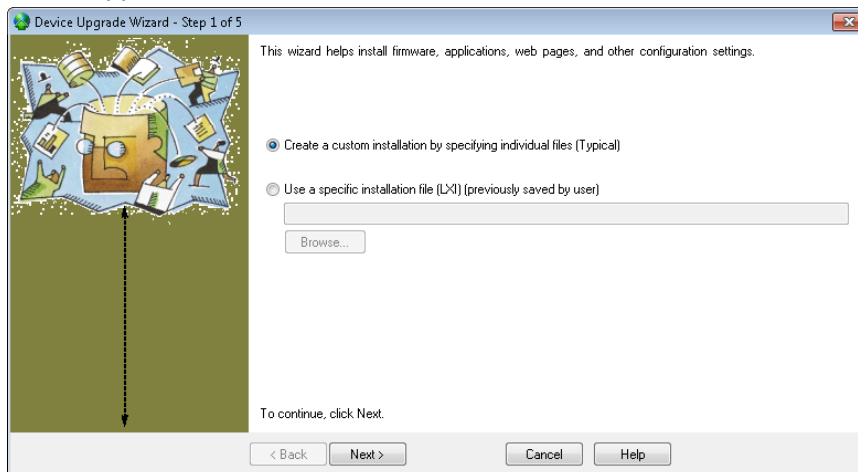 Device Upgrade Wizard - Step 1 of 5
This wizard helps install firmware, applications, web pages, and other configuration settings.
Create a custom installation by specifying individual files (Typical)
Use a specific installation file (LXI) (previously saved by user)
Browse...
To continue, click Next.
< Back
Next >
Cancel
Help